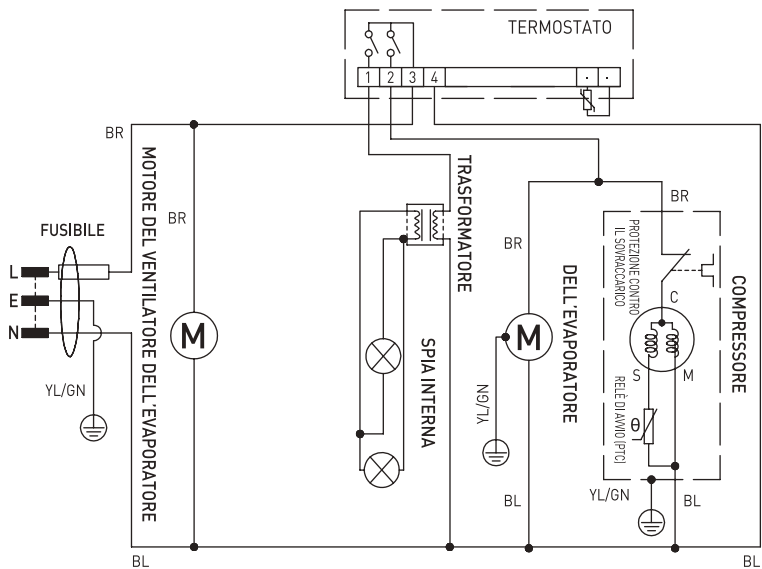 TERMOSTATO
1 2 3 4
BR
MOTORE DEL VENTILATORE DELL'EVAPORATORE
BR
FUSIBILE
L
E
N
YL/GN
M
TRASFORMATORE
SPIA INTERNA
BR
DELL'EVAPORATORE
M
YL/GN
BL
BR
PROTEZIONE CONTRO
IL SOVRACCARICO
COMPRESSORE
C
S
M
RELÈ DI AVVIO (PTC)
θ
YL/GN
BL
BL
BL